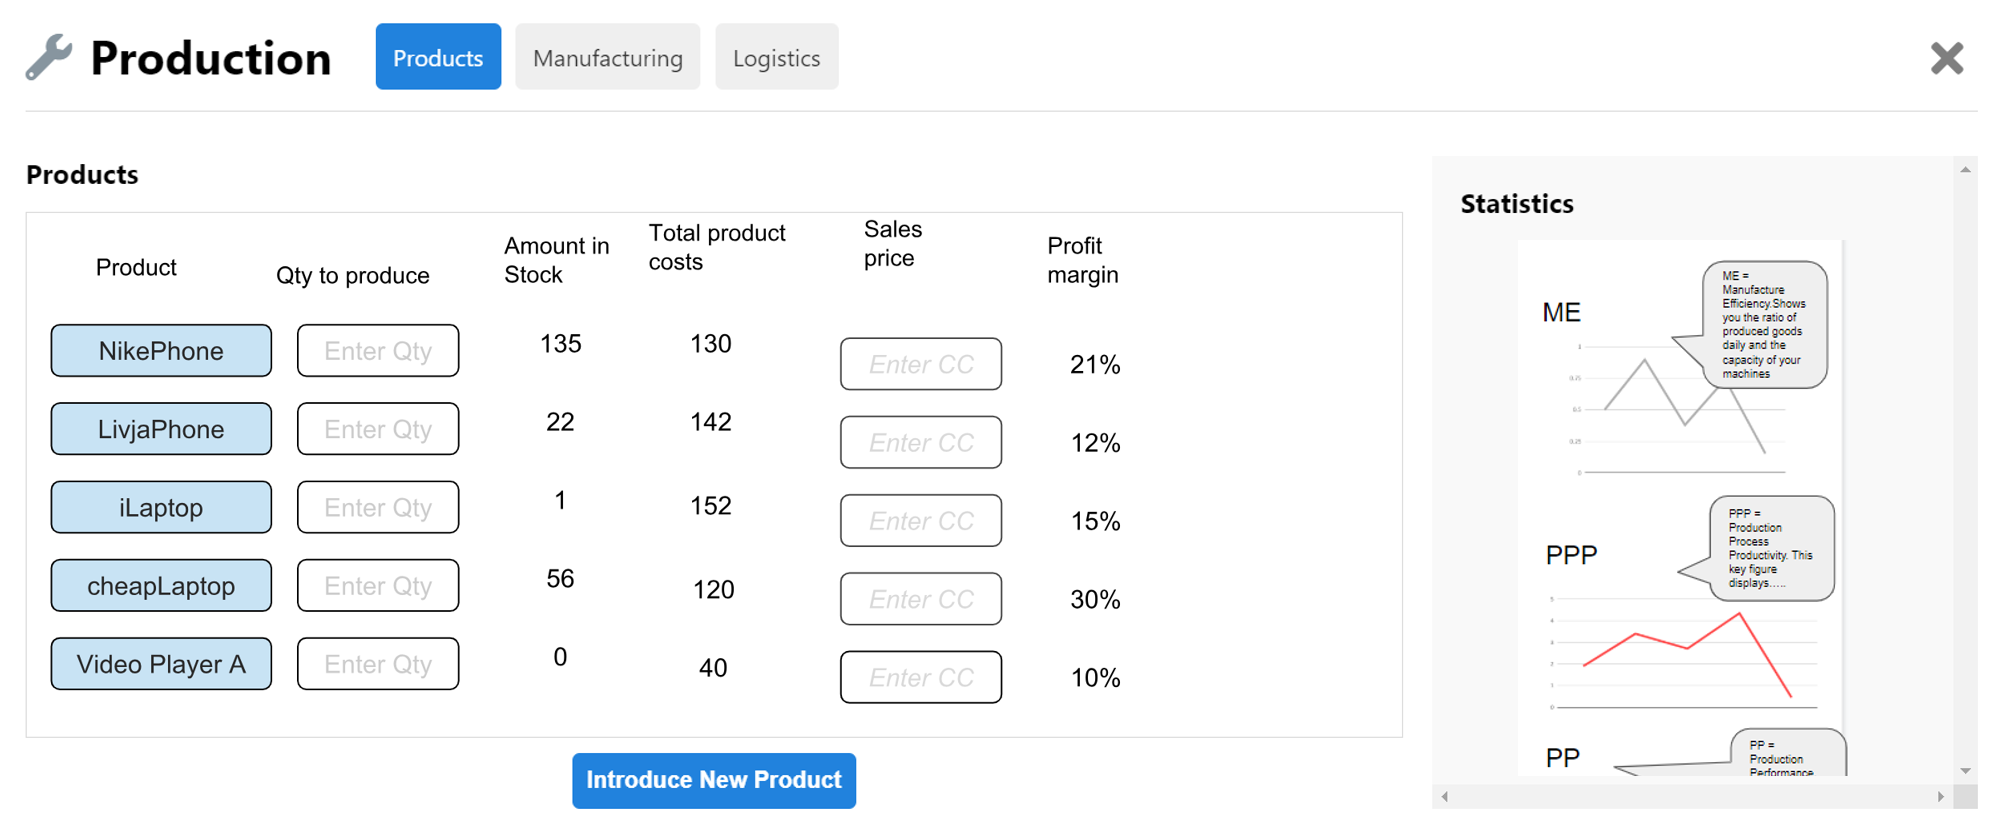 Production
Products
Manufacturing
Logistics
Products
Product
Qty to produce
Amount in
Stock
Total product
costs
Sales
price
Profit
margin
NikePhone
Enter Qty
135
130
Enter CC
21%
LivjaPhone
Enter Qty
22
142
Enter CC
12%
iLaptop
Enter Qty
1
152
Enter CC
15%
cheapLaptop
Enter Qty
56
120
Enter CC
30%
Video Player A
Enter Qty
0
40
Enter CC
10%
Introduce New Product
Statistics
ME
ME =
Manufacture
Efficiency.Shows
you the ratio of
produced goods
daily and the
capacity of your
machines
1
0.75
0.5
0.25
0
PPP
PPP =
Production
Process
Productivity. This
key figure
displays.....
5
4
3
2
1
0
PP
PP =
Production
Performance